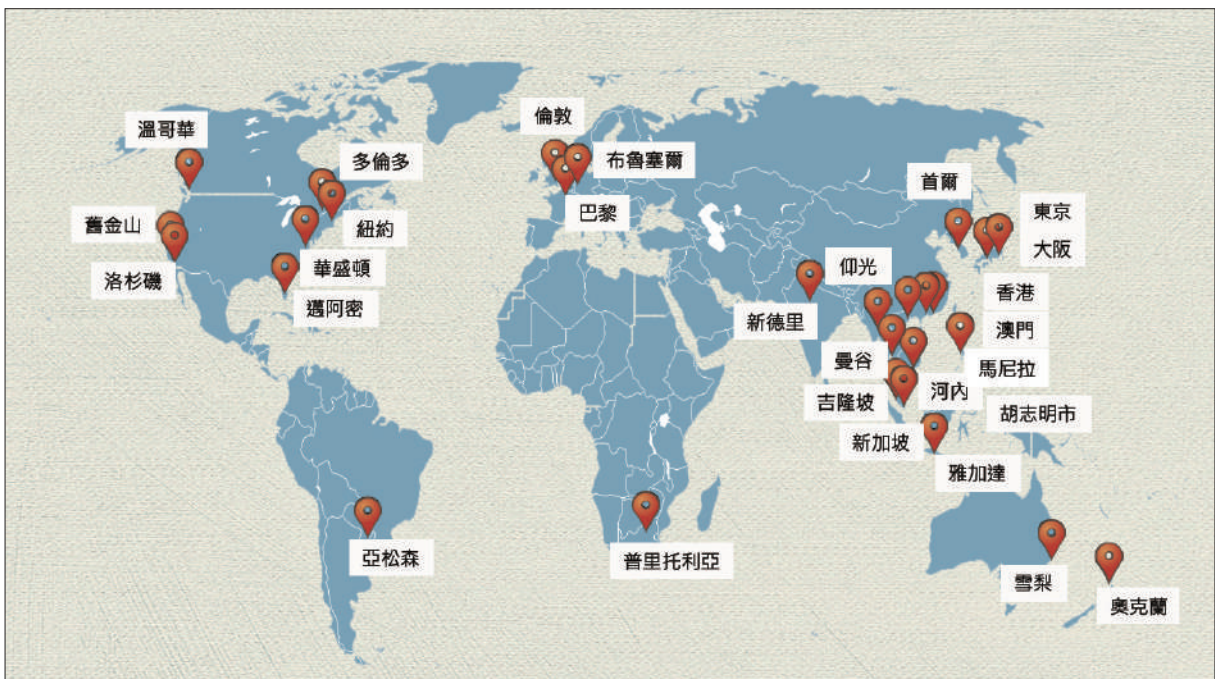 倫敦
溫哥華
多倫多
布魯塞爾
首爾
巴黎
東京
舊金山
紐約
大阪
洛杉磯
華盛頓
仰光
邁阿密
新德里
香港
澳門
曼谷
馬尼拉
吉隆坡
河內
胡志明市
新加坡
雅加達
亞松森
普里托利亞
雪梨
奧克蘭